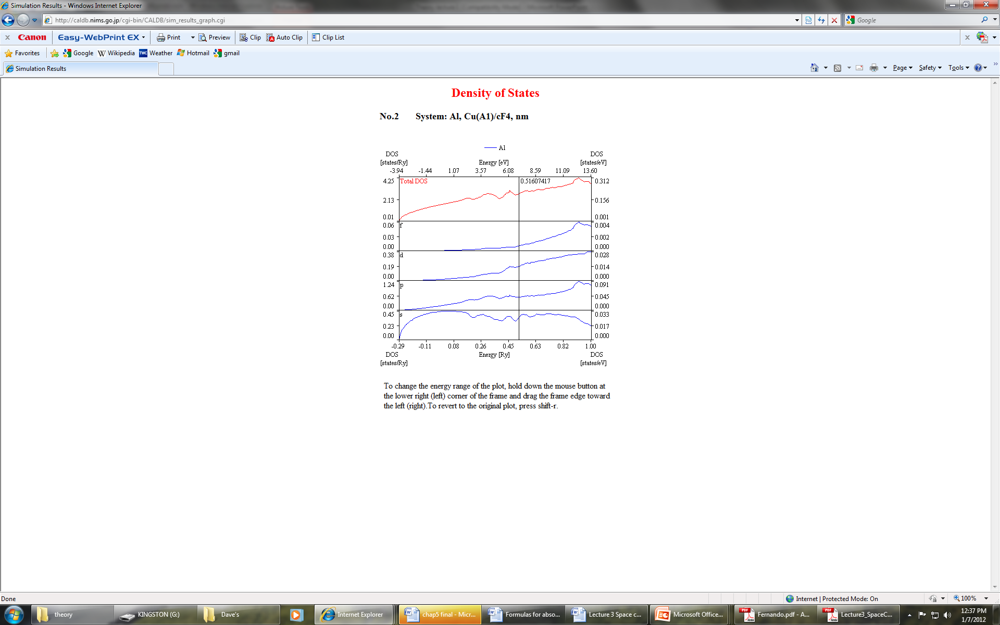 Simulation Results - Windows Internet Explorer
http://caldb.nims.go.jp/cgi-bin/CALDB/sim_results_graph.cgi
Google
x Canon Easy-WebPrint EX Print Preview Clip Auto Clip Clip List x
Favorites Google Wikipedia Weather Hotmail gmail
Simulation Results
Page Safety Tools
Density of States
No.2 System: Al, Cu(A1)/cF4, nm
Al
DOS DOS
[states/Ry] Energy [eV] [states/eV]
-3.94 -1.44 1.07 3.57 6.08 8.59 11.09 13.60
4.25 Total DOS 0.51607417 0.312
2.13 0.156
0.01 0.001
0.06 f 0.004
0.03 0.002
0.00 0.000
0.38 d 0.028
0.19 0.014
0.00 0.000
1.24 p 0.091
0.62 0.045
0.00 0.000
0.45 s 0.033
0.23 0.017
0.00 0.000
-0.29 -0.11 0.08 0.26 0.45 0.63 0.82 1.00
DOS Energy [Ry] DOS
[states/Ry] [states/eV]
To change the energy range of the plot, hold down the mouse button at
the lower right (left) corner of the frame and drag the frame edge toward
the left (right).To revert to the original plot, press shift-r.
Done Internet | Protected Mode: On 100%
theory KINGSTON (G:) Dave's Internet Explorer chap5 final - Micr... Formulas for abso... Lecture 3 Space c... Microsoft Office... Fernando.pdf - A... Lecture3_SpaceC... 12:37 PM
1/7/2012